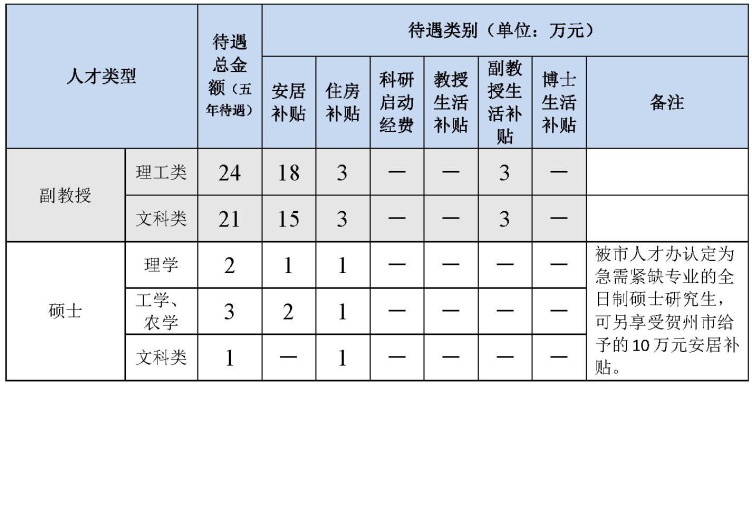 人才类型
待遇
总金
额（五
年待遇）
待遇类别（单位：万元）
安居
补贴
住房
补贴
科研
启动
经费
教授
生活
补贴
副教
授生
活补
贴
博士
生活
补贴
备注
副教授
理工类 24 18 3 — — 3 —
文科类 21 15 3 — — 3 —
硕士
理学 2 1 1 — — — —
工学、
农学 3 2 1 — — — —
文科类 1 — 1 — — — —
被市人才办认定为
急需紧缺专业的全
日制硕士研究生，
可另享受贺州市给
予的10万元安居补
贴。